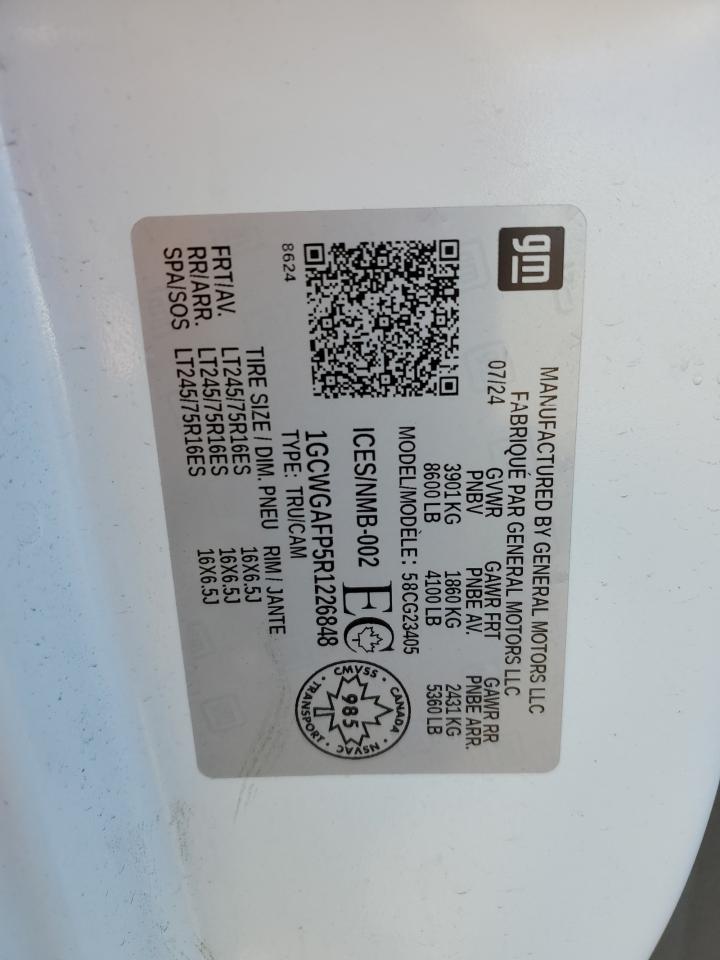 gm
MANUFACTURED BY GENERAL MOTORS LLC
FABRIQUÉ PAR GENERAL MOTORS LLC
07/24 GVWR GAWR FRT GAWR RR
PNBV PNBE AV. PNBE ARR.
3901 KG 1860 KG 2431 KG
8600 LB 4100 LB 5360 LB
MODEL/MODÈLE: 58CG23405
ICES/NMB-002 EC
CANADA • CMVSS • TRANSPORT • NSVAC
985
1GCWGAFP5R1226848
8624 TYPE: TRU/CAM
TIRE SIZE / DIM. PNEU RIM / JANTE
FRT/AV. LT245/75R16ES 16X6.5J
RR/ARR. LT245/75R16ES 16X6.5J
SPA/SOS LT245/75R16ES 16X6.5J